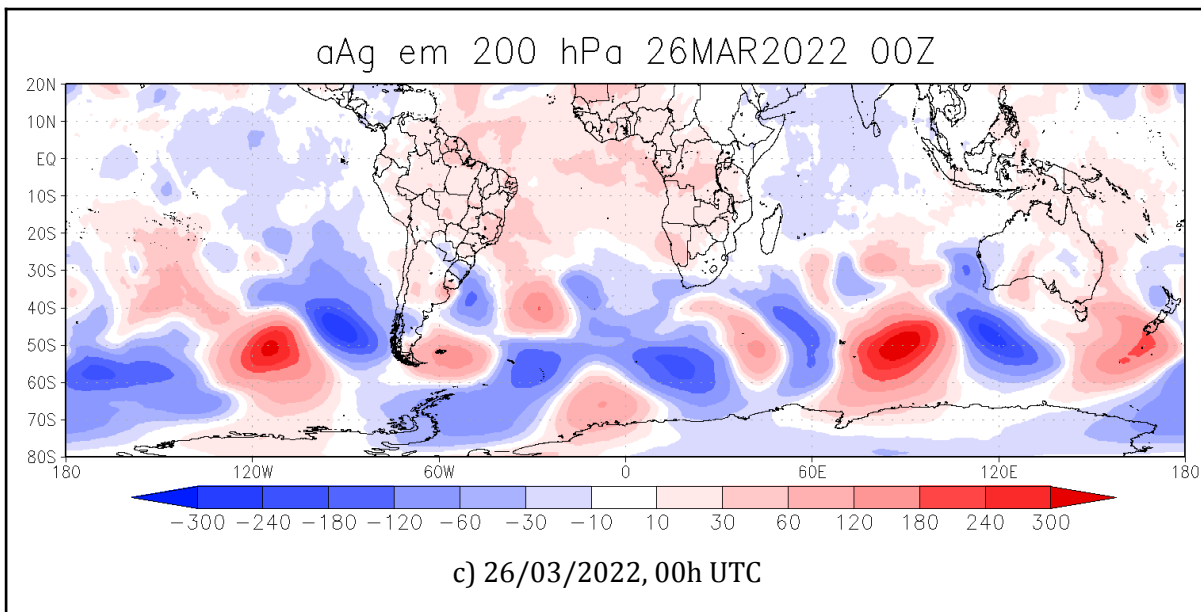 aAg em 200 hPa 26MAR2022 00Z
20N
10N
EQ
10S
20S
30S
40S
50S
60S
70S
80S
180 120W 60W 0 60E 120E 180
−300 −240 −180 −120 −60 −30 −10 10 30 60 120 180 240 300
c) 26/03/2022, 00h UTC